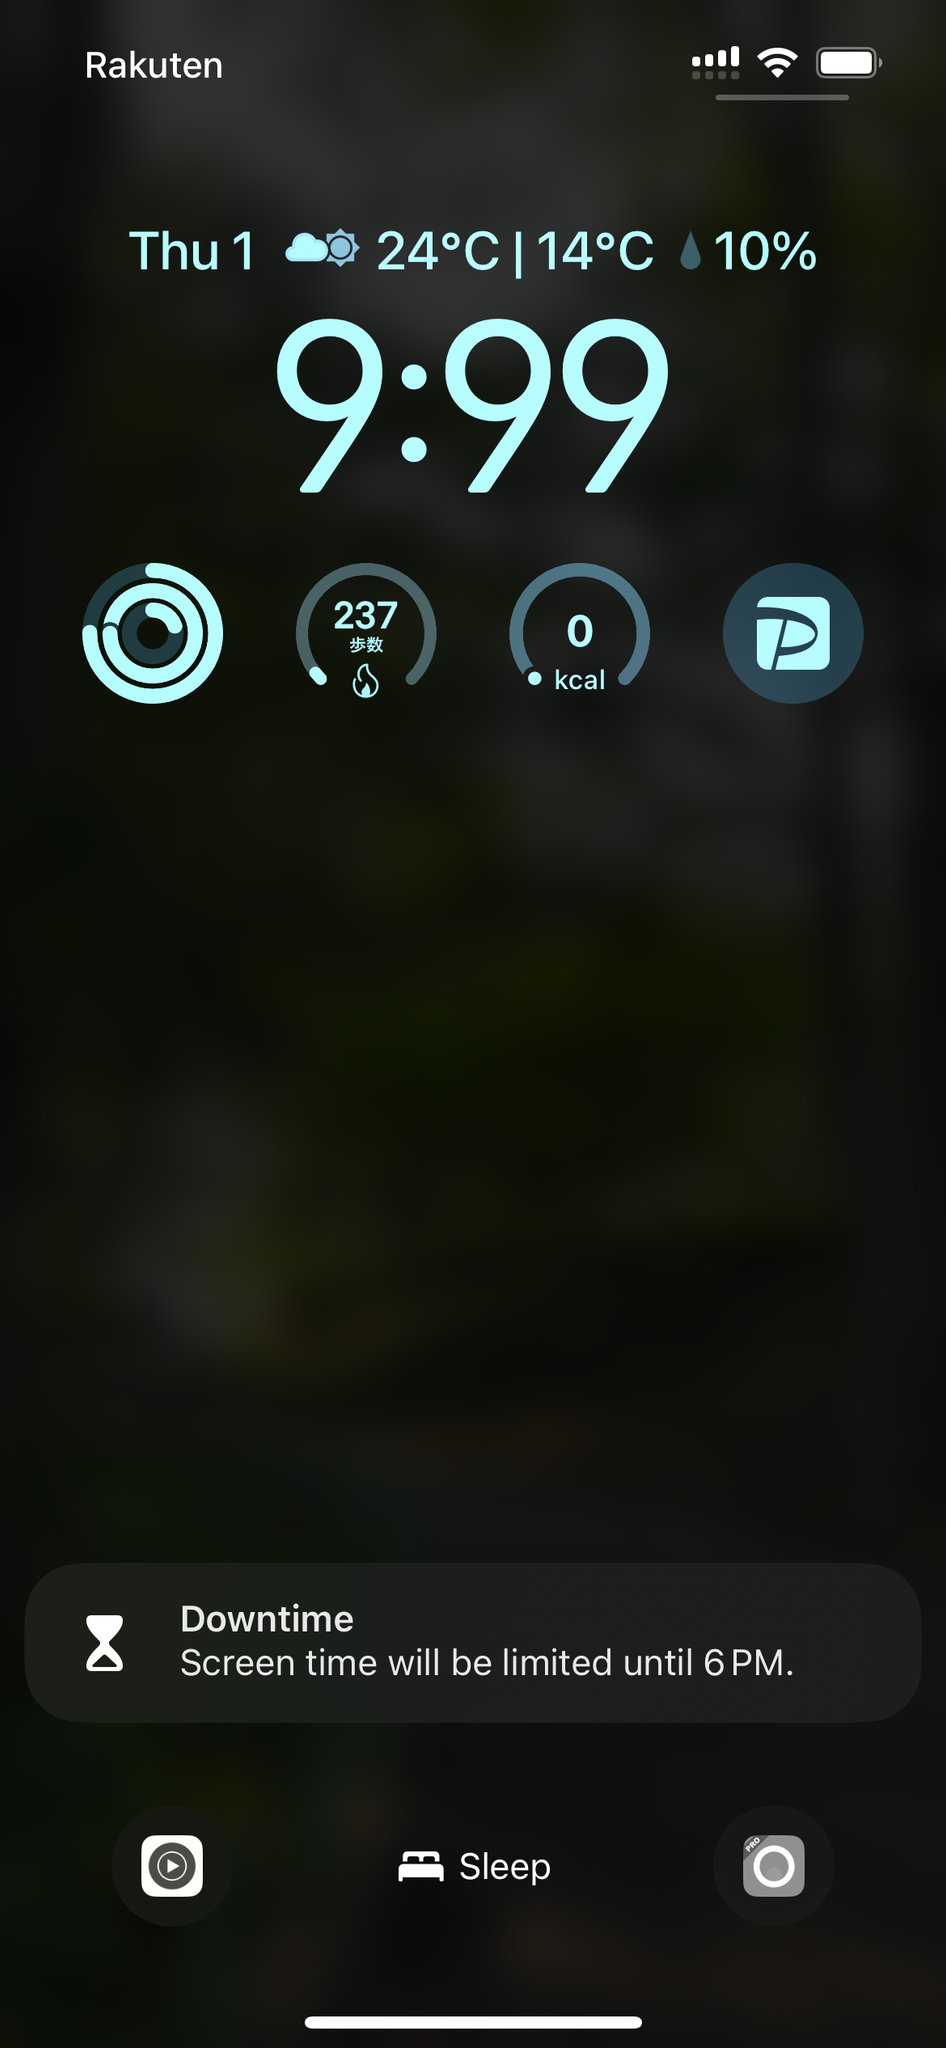 Rakuten
Thu 1 24°C | 14°C 10%
9:99
237
歩数
0
kcal
Downtime
Screen time will be limited until 6 PM.
Sleep
PRO